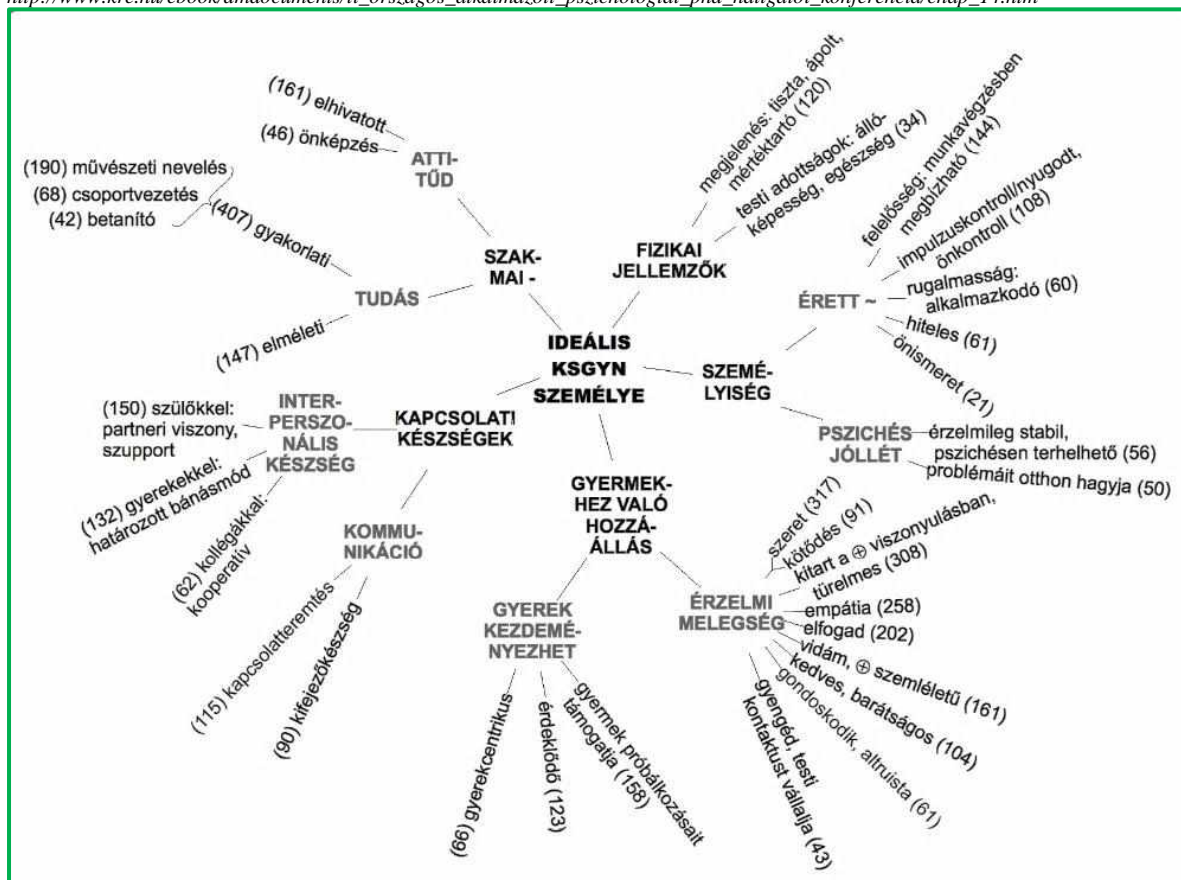 (161) elhivatott
(46) önképzés
ATTI-
TŰD
(190) művészeti nevelés
(68) csoportvezetés
(42) betanító
(407) gyakorlati
TUDÁS
(147) elméleti
SZAK-
MAI -
megjelenés: tiszta, ápolt,
mértéktartó (120)
testi adottságok: álló-
képesség, egészség (34)
FIZIKAI
JELLEMZŐK
felelősség: munkavégzésben
megbízható (144)
impulzuskontroll/nyugodt,
önkontroll (108)
rugalmasság:
alkalmazkodó (60)
hiteles (61)
önismeret (21)
ÉRETT ~
IDEÁLIS
KSGYN
SZEMÉLYE
SZEMÉ-
LYISÉG
PSZICHÉS
JÓLLÉT
érzelmileg stabil,
pszichésen terhelhető (56)
problémáit otthon hagyja (50)
KAPCSOLATI
KÉSZSÉGEK
INTER-
PERSZO-
NÁLIS
KÉSZSÉG
(150) szülőkkel:
partneri viszony,
szupport
(132) gyerekekkel:
határozott bánásmód
(62) kollégákkal:
kooperatív
KOMMU-
NIKÁCIÓ
(115) kapcsolatteremtés
(90) kifejezőkészség
GYERMEK-
HEZ VALÓ
HOZZÁ-
ÁLLÁS
GYEREK
KEZDEMÉ-
NYEZHET
(66) gyerekcentrikus
érdeklődő (123)
gyermek próbálkozásait
támogatja (158)
ÉRZELMI
MELEGSÉG
szeret (317)
kötődés (91)
kitart a ⊕ viszonyulásban,
türelmes (308)
empátia (258)
elfogad (202)
vidám, ⊕ szemléletű (161)
kedves, barátságos (104)
gondoskodik, altruista (61)
gyengéd, testi
kontaktust vállalja (43)